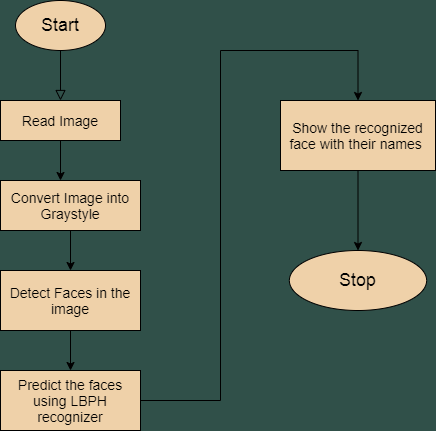 Start
Read Image
Convert Image into
Graystyle
Detect Faces in the
image
Predict the faces
using LBPH
recognizer
Show the recognized
face with their names
Stop